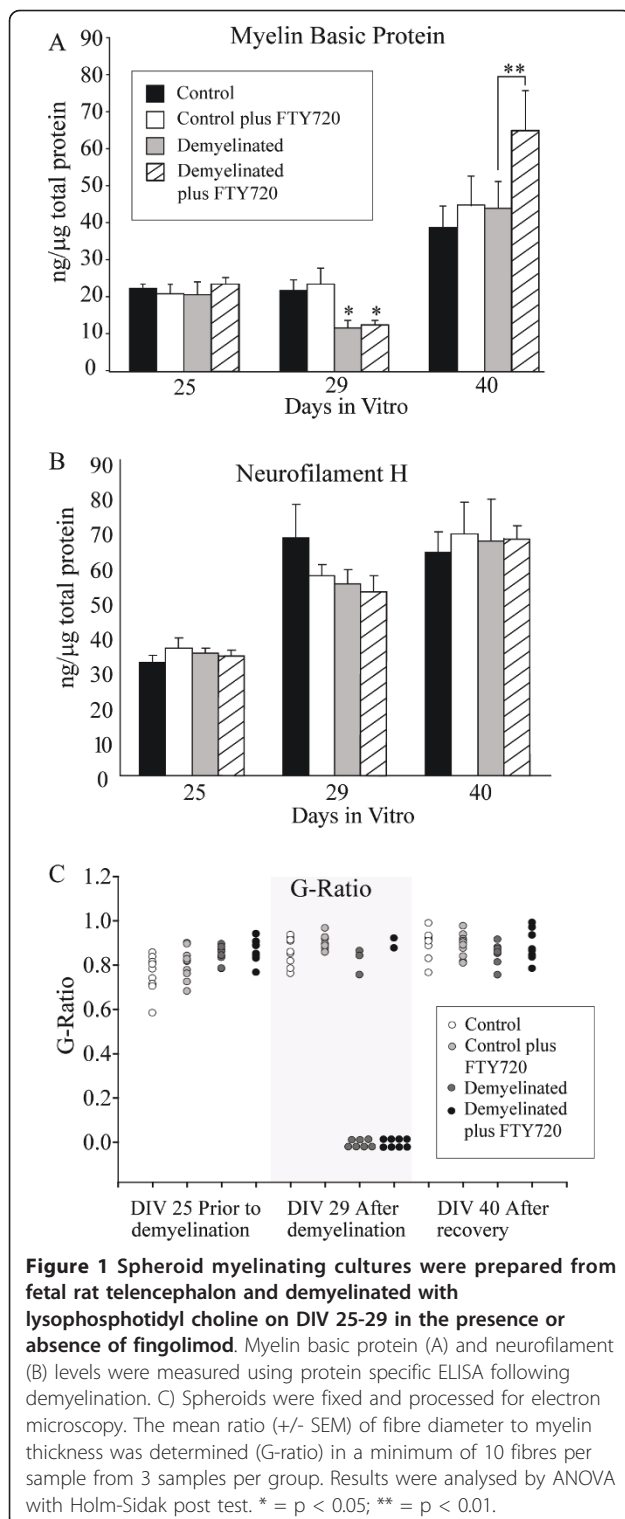 A
Myelin Basic Protein
90
80
70
60
50
40
30
20
10
0
ng/µg total protein
Control
Control plus FTY720
Demyelinated
Demyelinated
plus FTY720
*
*
**
25
29
40
Days in Vitro
B
Neurofilament H
90
80
70
60
50
40
30
20
10
0
ng/µg total protein
25
29
40
Days in Vitro
C
G-Ratio
1.2
1.0
0.8
0.6
0.4
0.2
0.0
G-Ratio
Control
Control plus
FTY720
Demyelinated
Demyelinated
plus FTY720
DIV 25 Prior to
demyelination
DIV 29 After
demyelination
DIV 40 After
recovery
Figure 1 Spheroid myelinating cultures were prepared from
fetal rat telencephalon and demyelinated with
lysophosphotidyl choline on DIV 25-29 in the presence or
absence of fingolimod. Myelin basic protein (A) and neurofilament
(B) levels were measured using protein specific ELISA following
demyelination. C) Spheroids were fixed and processed for electron
microscopy. The mean ratio (+/- SEM) of fibre diameter to myelin
thickness was determined (G-ratio) in a minimum of 10 fibres per
sample from 3 samples per group. Results were analysed by ANOVA
with Holm-Sidak post test. * = p < 0.05; ** = p < 0.01.